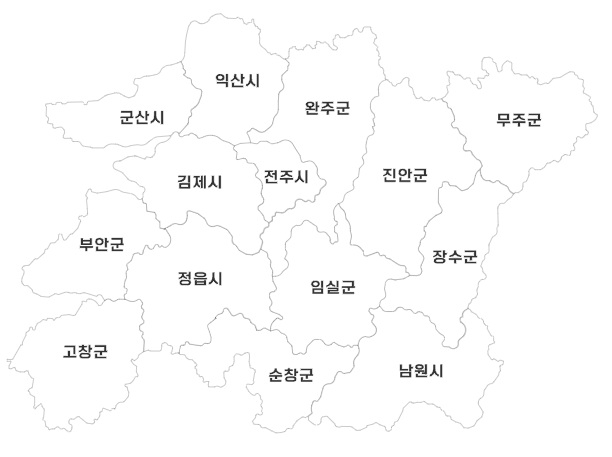 익산시
완주군
군산시
무주군
전주시
진안군
김제시
부안군
장수군
정읍시
임실군
고창군
남원시
순창군